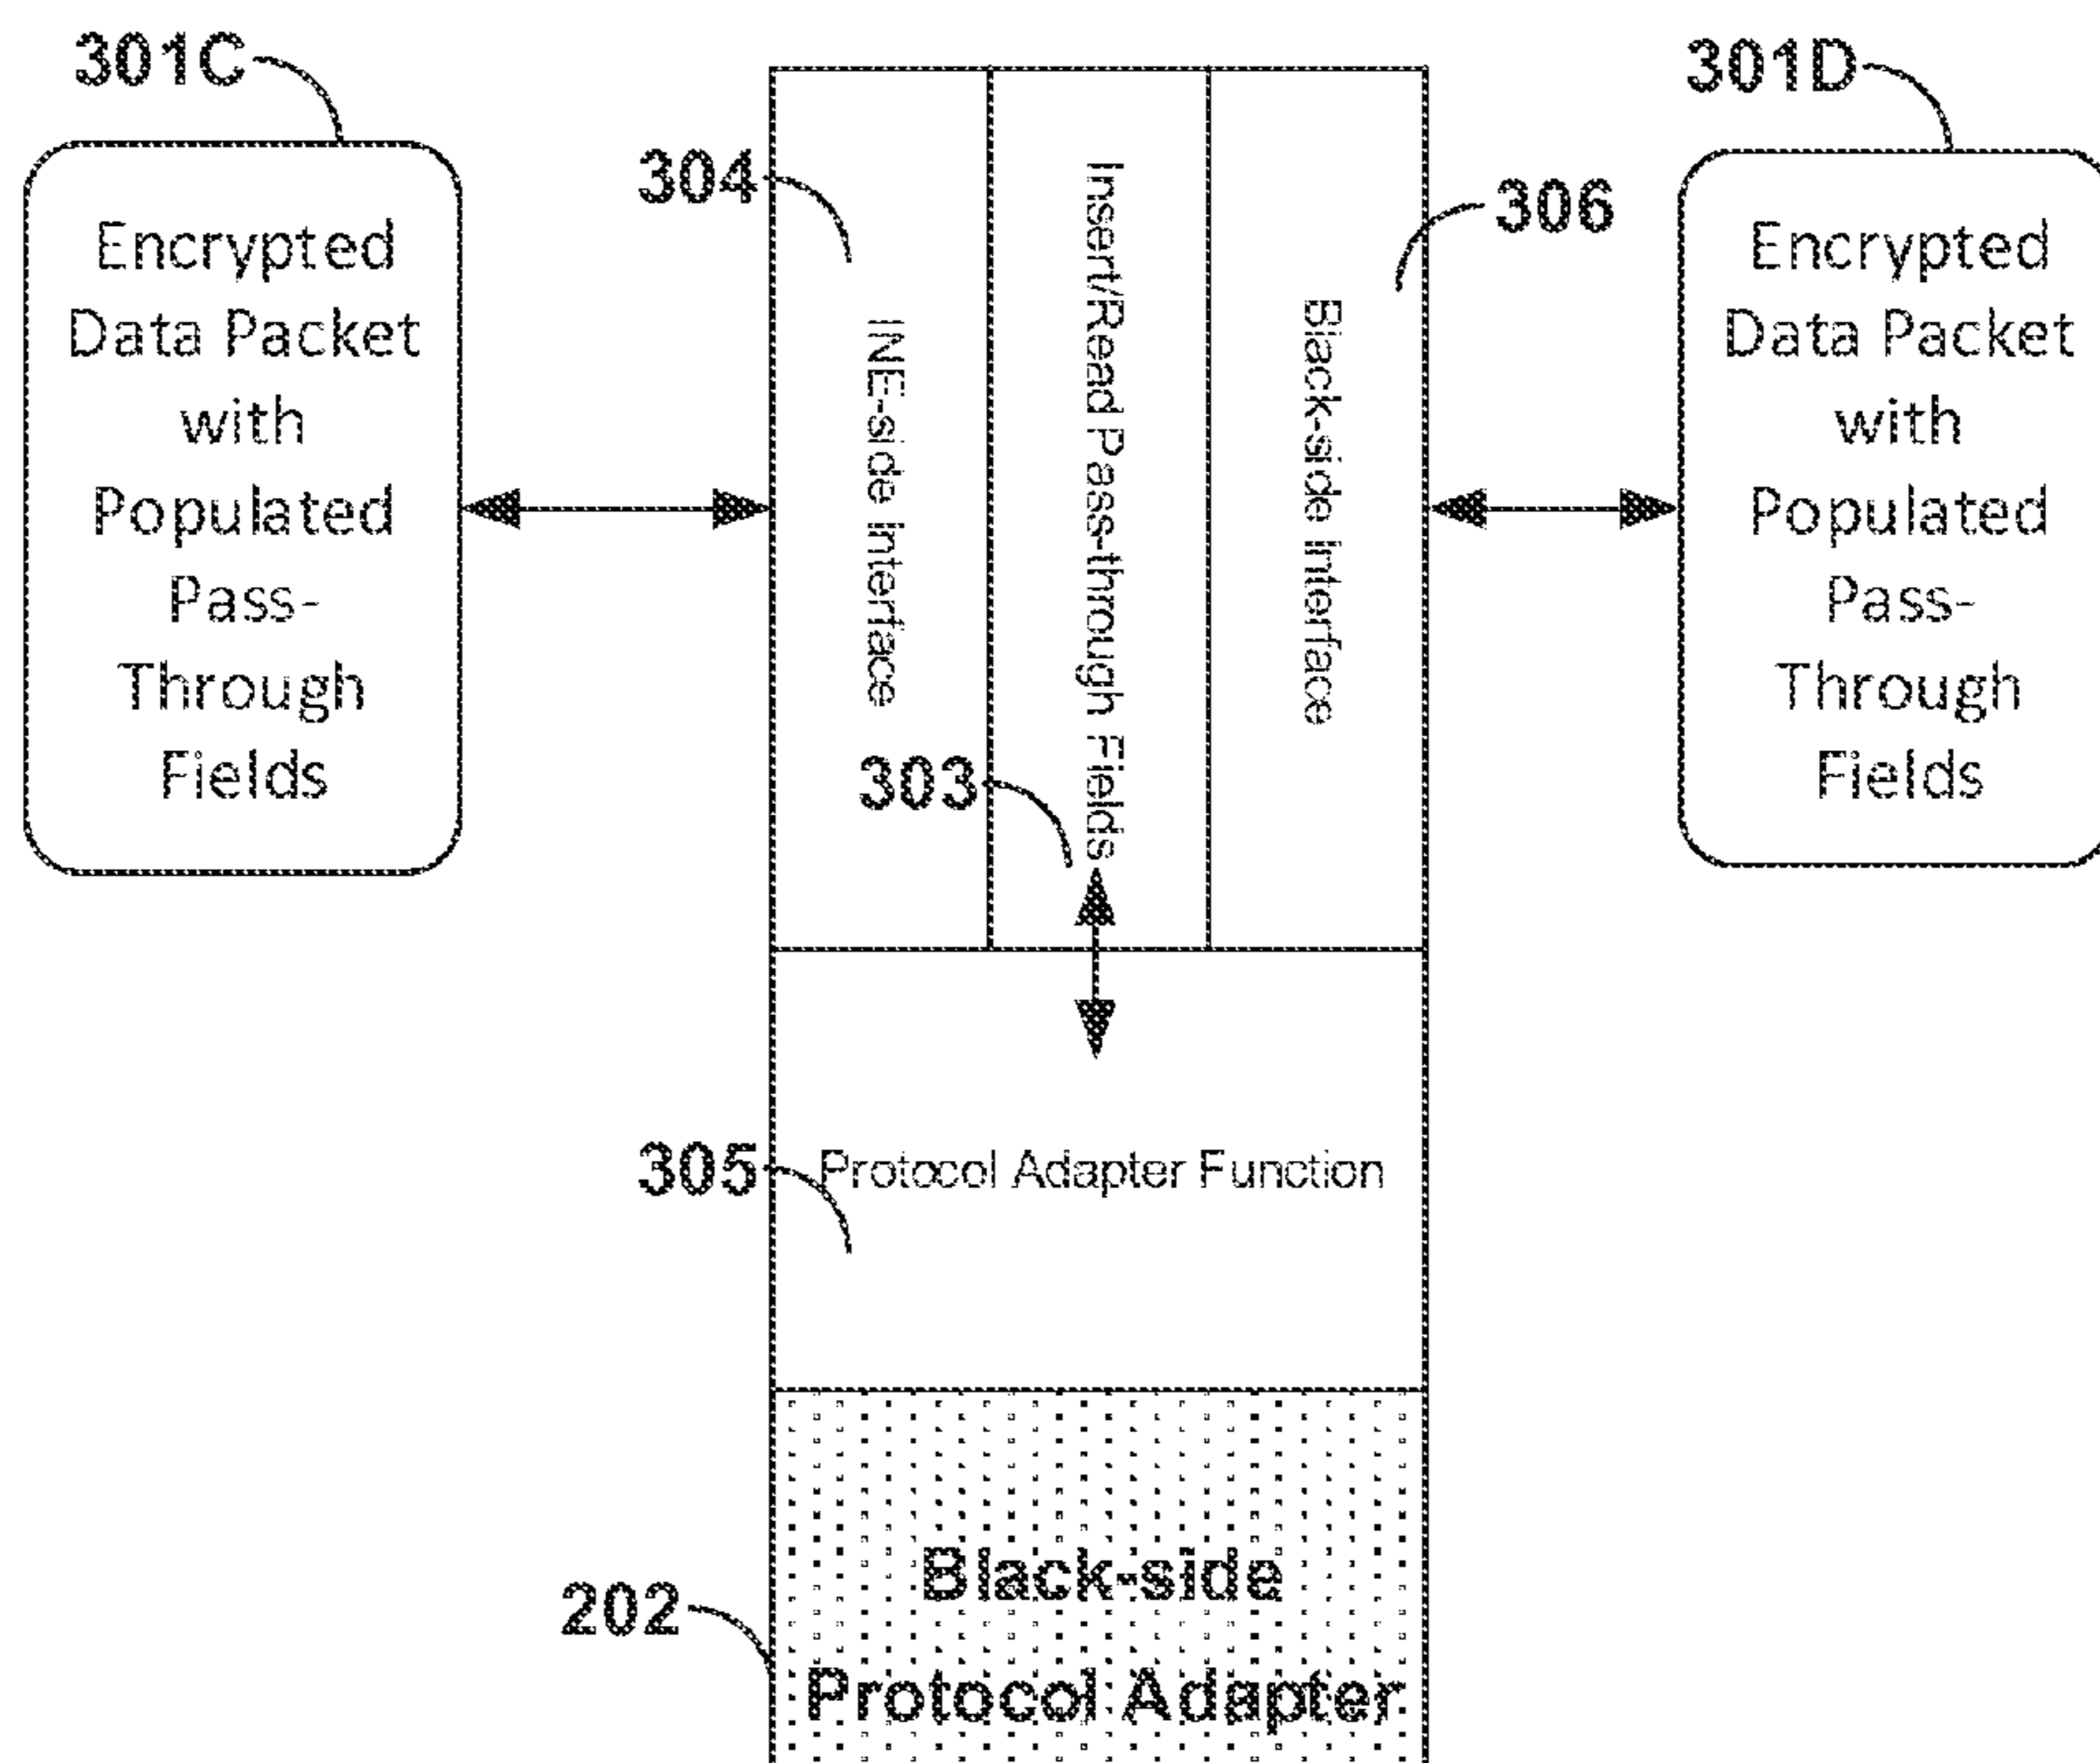 301C
Encrypted
Data Packet
with
Populated
Pass-
Through
Fields
304
INE-side Interface
Insert/Read Pass-through Fields
303
Black-side Interface
306
301D
Encrypted
Data Packet
with
Populated
Pass-
Through
Fields
305
Protocol Adapter Function
202
Black-side
Protocol Adapter